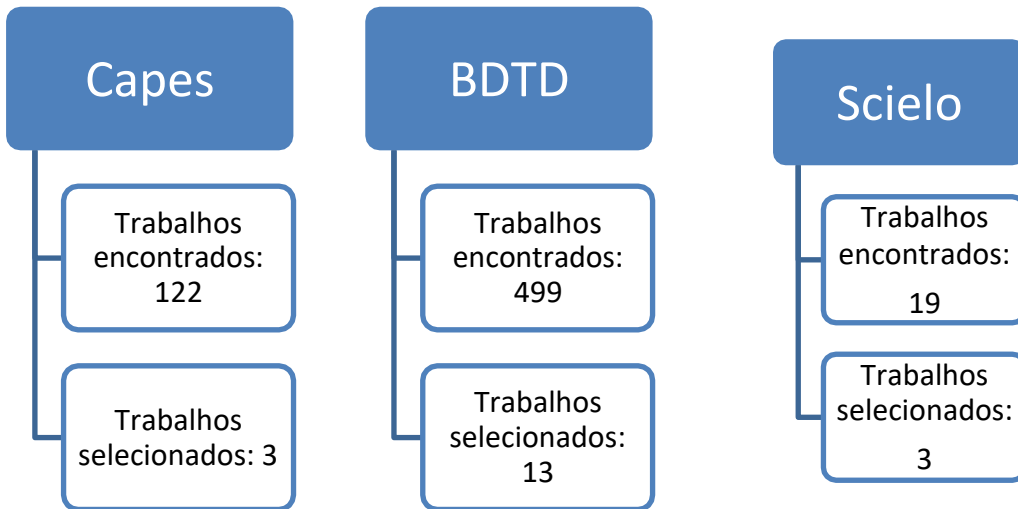 Capes
Trabalhos
encontrados:
122
Trabalhos
selecionados: 3
BDTD
Trabalhos
encontrados:
499
Trabalhos
selecionados:
13
Scielo
Trabalhos
encontrados:
19
Trabalhos
selecionados:
3